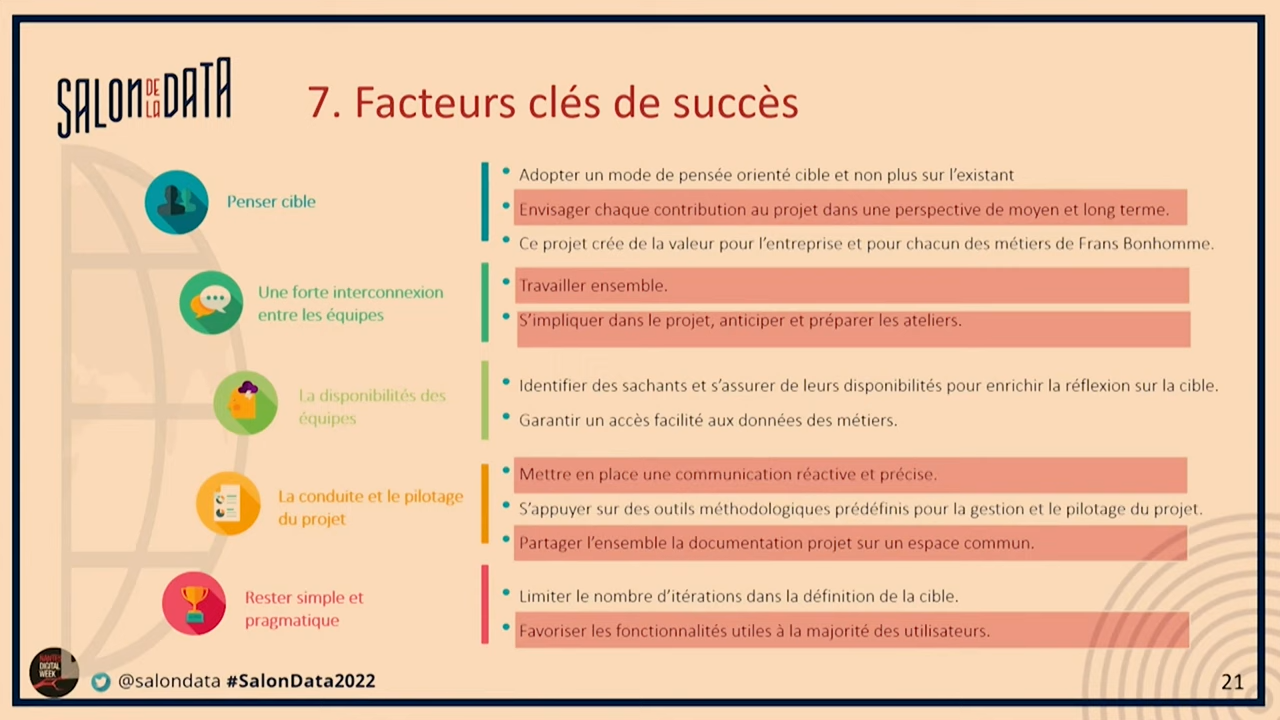 SALON DE LA DATA
7. Facteurs clés de succès
Penser cible
• Adopter un mode de pensée orienté cible et non plus sur l'existant
• Envisager chaque contribution au projet dans une perspective de moyen et long terme.
• Ce projet crée de la valeur pour l'entreprise et pour chacun des métiers de Frans Bonhomme.
Une forte interconnexion
entre les équipes
• Travailler ensemble.
• S'impliquer dans le projet, anticiper et préparer les ateliers.
La disponibilités des
équipes
• Identifier des sachants et s'assurer de leurs disponibilités pour enrichir la réflexion sur la cible.
• Garantir un accès facilité aux données des métiers.
La conduite et le pilotage
du projet
• Mettre en place une communication réactive et précise.
• S'appuyer sur des outils méthodologiques prédéfinis pour la gestion et le pilotage du projet.
• Partager l'ensemble la documentation projet sur un espace commun.
Rester simple et
pragmatique
• Limiter le nombre d'itérations dans la définition de la cible.
• Favoriser les fonctionnalités utiles à la majorité des utilisateurs.
NANTES
DIGITAL
WEEK
@salondata #SalonData2022
21